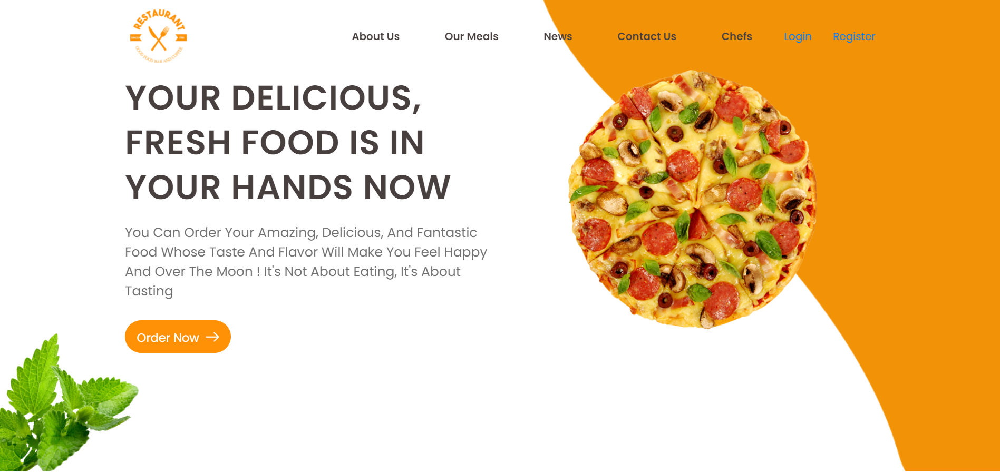 RESTAURANT
SINCE
GOOD FOOD BAR AND COFFEE
About Us
Our Meals
News
Contact Us
Chefs
Login
Register
YOUR DELICIOUS,
FRESH FOOD IS IN
YOUR HANDS NOW
You Can Order Your Amazing, Delicious, And Fantastic
Food Whose Taste And Flavor Will Make You Feel Happy
And Over The Moon ! It's Not About Eating, It's About
Tasting
Order Now